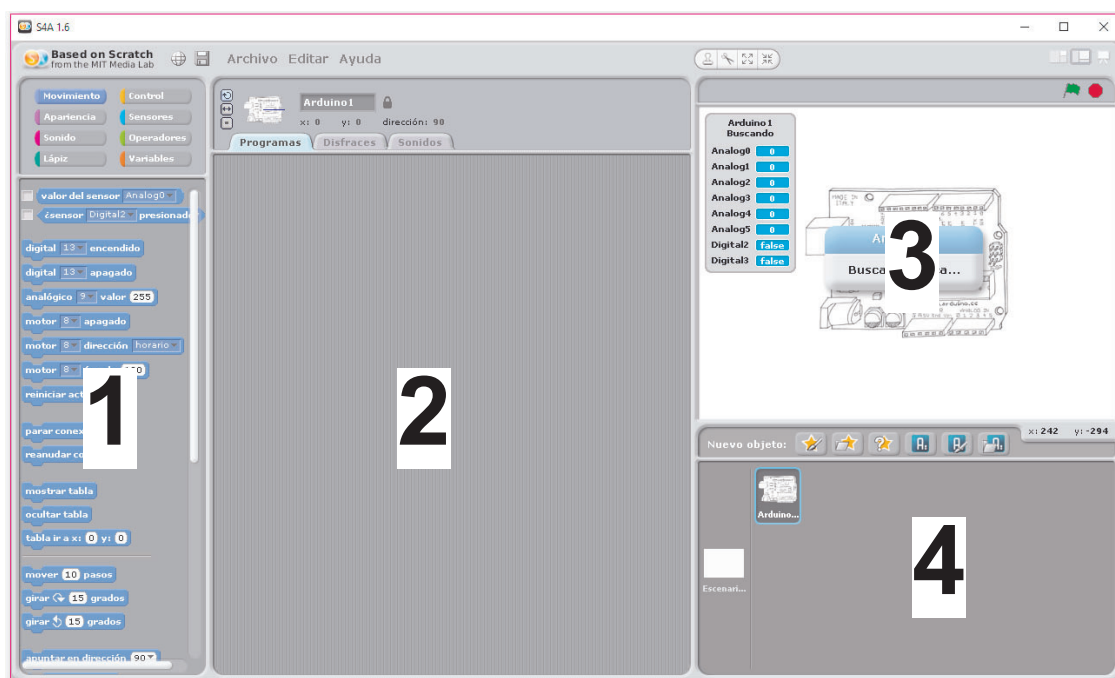 S4A 1.6
Based on Scratch
from the MIT Media Lab
Archivo Editar Ayuda
Movimiento Control
Apariencia Sensores
Sonido Operadores
Lápiz Variables
valor del sensor Analog0
¿sensor Digital2 presionado
digital 13 encendido
digital 13 apagado
analógico 9 valor 255
motor 8 apagado
motor 8 dirección horario
motor 8
reiniciar act
parar conex
reanudar co
mostrar tabla
ocultar tabla
tabla ir a x: 0 y: 0
mover 10 pasos
girar 15 grados
girar 15 grados
apuntar en dirección 90
1
Arduino1
x: 0 y: 0 dirección: 90
Programas Disfraces Sonidos
2
Arduino1
Buscando
Analog0 0
Analog1 0
Analog2 0
Analog3 0
Analog4 0
Analog5 0
Digital2 false
Digital3 false
MADE IN
ITALY
Busca a...
3
x: 242 y: -294
Nuevo objeto:
Arduino...
Escenari...
4